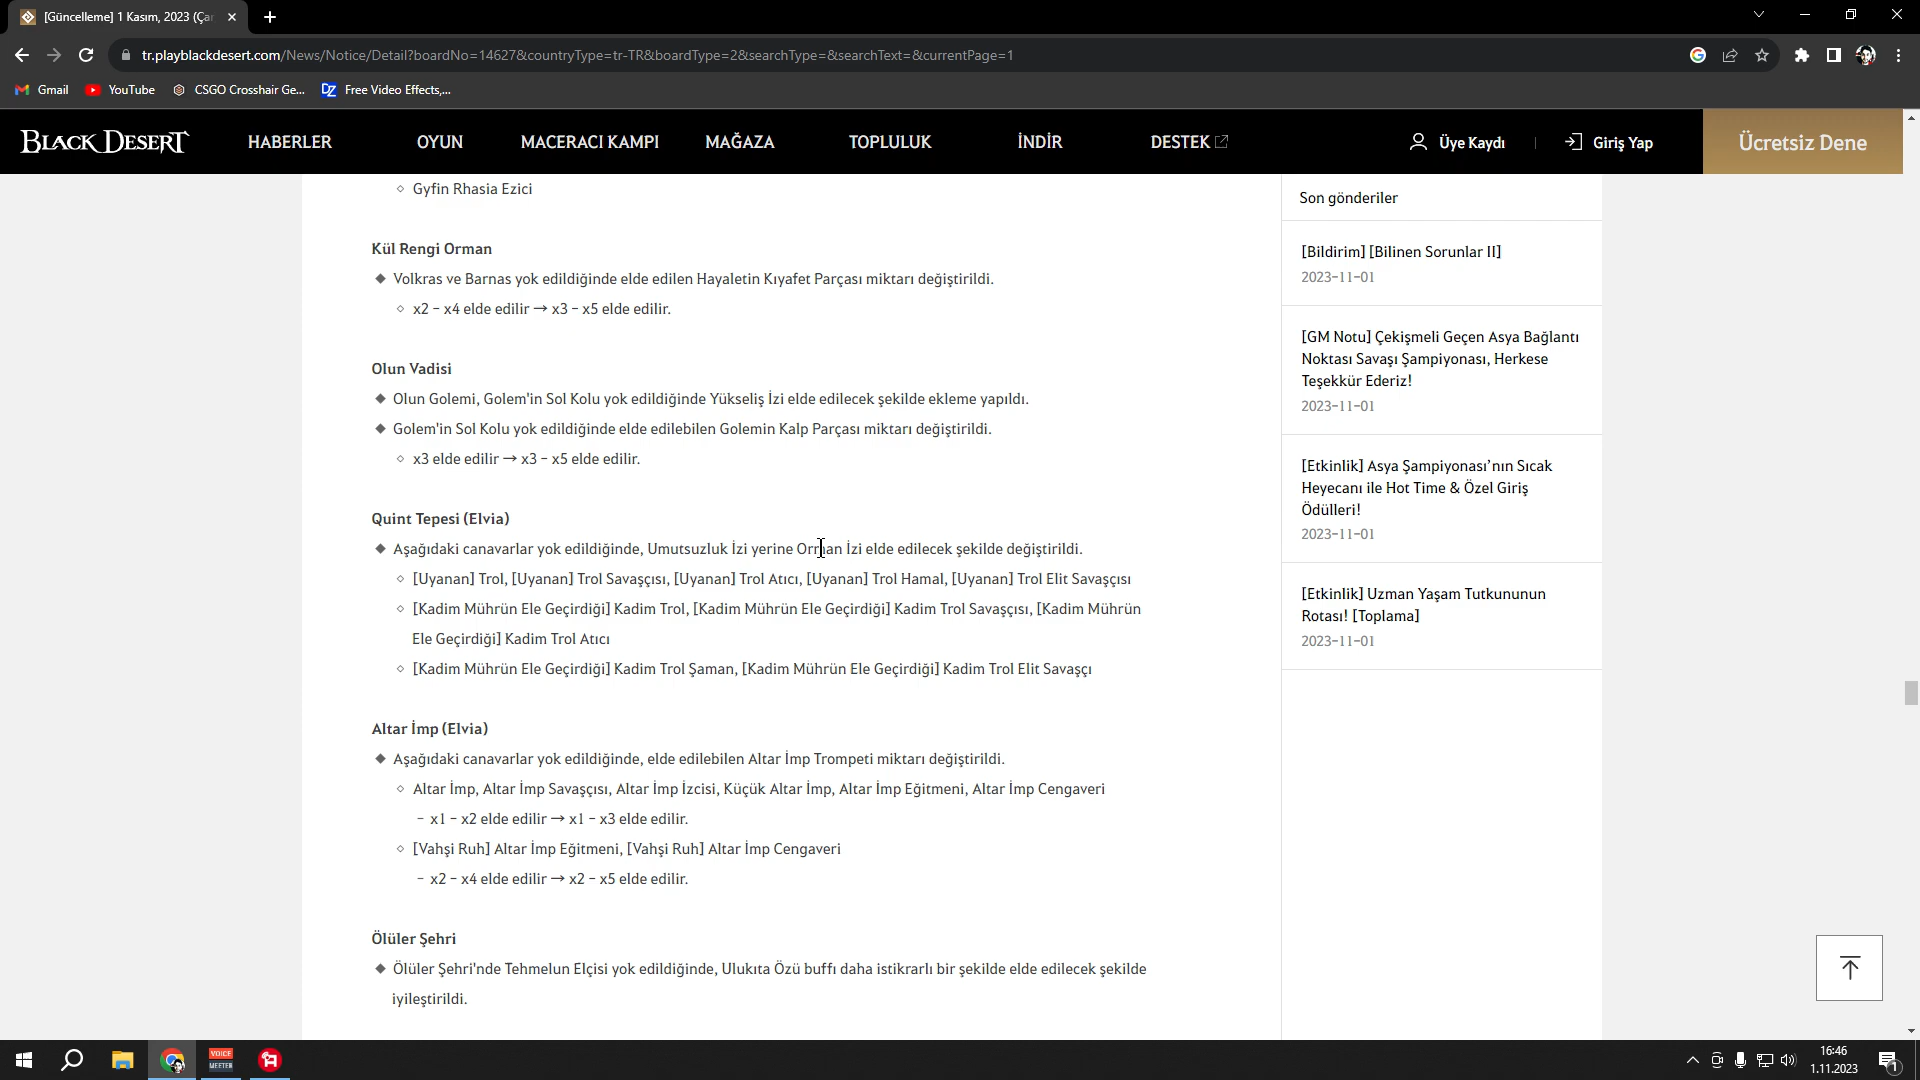 [Güncelleme] 1 Kasım, 2023 (Ça
tr.playblackdesert.com/News/Notice/Detail?boardNo=14627&countryType=tr-TR&boardType=2&searchType=&searchText=&currentPage=1
Gmail YouTube CSGO Crosshair Ge... DZ Free Video Effects,...
BLACK DESERT HABERLER OYUN MACERACI KAMPI MAĞAZA TOPLULUK İNDİR DESTEK Üye Kaydı Giriş Yap Ücretsiz Dene
Gyfin Rhasia Ezici
Kül Rengi Orman
Volkras ve Barnas yok edildiğinde elde edilen Hayaletin Kıyafet Parçası miktarı değiştirildi.
x2 – x4 elde edilir → x3 – x5 elde edilir.
Olun Vadisi
Olun Golemi, Golem'in Sol Kolu yok edildiğinde Yükseliş İzi elde edilecek şekilde ekleme yapıldı.
Golem'in Sol Kolu yok edildiğinde elde edilebilen Golemin Kalp Parçası miktarı değiştirildi.
x3 elde edilir → x3 – x5 elde edilir.
Quint Tepesi (Elvia)
Aşağıdaki canavarlar yok edildiğinde, Umutsuzluk İzi yerine Orman İzi elde edilecek şekilde değiştirildi.
[Uyanan] Trol, [Uyanan] Trol Savaşçısı, [Uyanan] Trol Atıcı, [Uyanan] Trol Hamal, [Uyanan] Trol Elit Savaşçısı
[Kadim Mührün Ele Geçirdiği] Kadim Trol, [Kadim Mührün Ele Geçirdiği] Kadim Trol Savaşçısı, [Kadim Mührün
Ele Geçirdiği] Kadim Trol Atıcı
[Kadim Mührün Ele Geçirdiği] Kadim Trol Şaman, [Kadim Mührün Ele Geçirdiği] Kadim Trol Elit Savaşçı
Altar İmp (Elvia)
Aşağıdaki canavarlar yok edildiğinde, elde edilebilen Altar İmp Trompeti miktarı değiştirildi.
Altar İmp, Altar İmp Savaşçısı, Altar İmp İzcisi, Küçük Altar İmp, Altar İmp Eğitmeni, Altar İmp Cengaveri
– x1 – x2 elde edilir → x1 – x3 elde edilir.
[Vahşi Ruh] Altar İmp Eğitmeni, [Vahşi Ruh] Altar İmp Cengaveri
– x2 – x4 elde edilir → x2 – x5 elde edilir.
Ölüler Şehri
Ölüler Şehri'nde Tehmelun Elçisi yok edildiğinde, Ulukıta Özü buffı daha istikrarlı bir şekilde elde edilecek şekilde
iyileştirildi.
Son gönderiler
[Bildirim] [Bilinen Sorunlar II]
2023-11-01
[GM Notu] Çekişmeli Geçen Asya Bağlantı
Noktası Savaşı Şampiyonası, Herkese
Teşekkür Ederiz!
2023-11-01
[Etkinlik] Asya Şampiyonası’nın Sıcak
Heyecanı ile Hot Time & Özel Giriş
Ödülleri!
2023-11-01
[Etkinlik] Uzman Yaşam Tutkununun
Rotası! [Toplama]
2023-11-01
VOICE
MEETER
16:46
1.11.2023
1